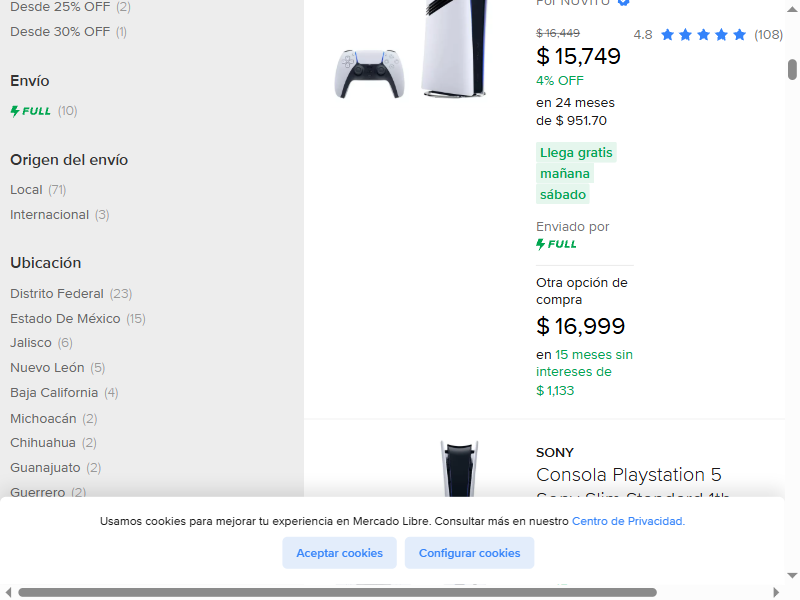 Desde 25% OFF (2)
Desde 30% OFF (1)
Envío
FULL (10)
Origen del envío
Local (71)
Internacional (3)
Ubicación
Distrito Federal (23)
Estado De México (15)
Jalisco (6)
Nuevo León (5)
Baja California (4)
Michoacán (2)
Chihuahua (2)
Guanajuato (2)
Guerrero (2)
Por NUVITU
$ 16,449
4.8 (108)
$ 15,749
4% OFF
en 24 meses
de $ 951.70
Llega gratis
mañana
sábado
Enviado por
FULL
Otra opción de
compra
$ 16,999
en 15 meses sin
intereses de
$ 1,133
SONY
Consola Playstation 5
Sony Slim Standard 1tb
Usamos cookies para mejorar tu experiencia en Mercado Libre. Consultar más en nuestro Centro de Privacidad.
Aceptar cookies
Configurar cookies